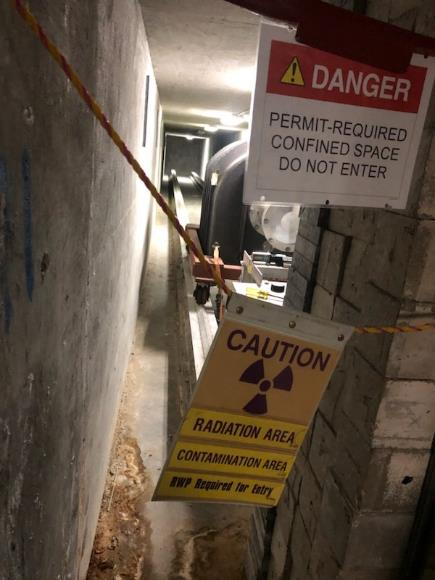 DANGER
PERMIT-REQUIRED
CONFINED SPACE
DO NOT ENTER
CAUTION
RADIATION AREA
CONTAMINATION AREA
RWP Required for Entry